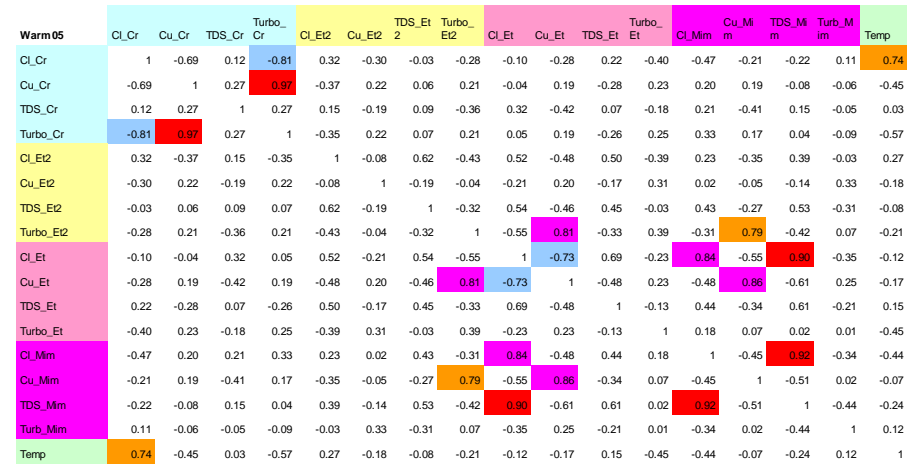 Warm 05 Cl_Cr Cu_Cr TDS_Cr Turbo_Cr Cl_Et2 Cu_Et2 TDS_Et2 Turbo_Et2 Cl_Et Cu_Et TDS_Et Turbo_Et Cl_Mim Cu_Mim TDS_Mim Turb_Mim Temp
Cl_Cr 1 -0.69 0.12 -0.81 0.32 -0.30 -0.03 -0.28 -0.10 -0.28 0.22 -0.40 -0.47 -0.21 -0.22 0.11 0.74
Cu_Cr -0.69 1 0.27 0.97 -0.37 0.22 0.06 0.21 -0.04 0.19 -0.28 0.23 0.20 0.19 -0.08 -0.06 -0.45
TDS_Cr 0.12 0.27 1 0.27 0.15 -0.19 0.09 -0.36 0.32 -0.42 0.07 -0.18 0.21 -0.41 0.15 -0.05 0.03
Turbo_Cr -0.81 0.97 0.27 1 -0.35 0.22 0.07 0.21 0.05 0.19 -0.26 0.25 0.33 0.17 0.04 -0.09 -0.57
Cl_Et2 0.32 -0.37 0.15 -0.35 1 -0.08 0.62 -0.43 0.52 -0.48 0.50 -0.39 0.23 -0.35 0.39 -0.03 0.27
Cu_Et2 -0.30 0.22 -0.19 0.22 -0.08 1 -0.19 -0.04 -0.21 0.20 -0.17 0.31 0.02 -0.05 -0.14 0.33 -0.18
TDS_Et2 -0.03 0.06 0.09 0.07 0.62 -0.19 1 -0.32 0.54 -0.46 0.45 -0.03 0.43 -0.27 0.53 -0.31 -0.08
Turbo_Et2 -0.28 0.21 -0.36 0.21 -0.43 -0.04 -0.32 1 -0.55 0.81 -0.33 0.39 -0.31 0.79 -0.42 0.07 -0.21
Cl_Et -0.10 -0.04 0.32 0.05 0.52 -0.21 0.54 -0.55 1 -0.73 0.69 -0.23 0.84 -0.55 0.90 -0.35 -0.12
Cu_Et -0.28 0.19 -0.42 0.19 -0.48 0.20 -0.46 0.81 -0.73 1 -0.48 0.23 -0.48 0.86 -0.61 0.25 -0.17
TDS_Et 0.22 -0.28 0.07 -0.26 0.50 -0.17 0.45 -0.33 0.69 -0.48 1 -0.13 0.44 -0.34 0.61 -0.21 0.15
Turbo_Et -0.40 0.23 -0.18 0.25 -0.39 0.31 -0.03 0.39 -0.23 0.23 -0.13 1 0.18 0.07 0.02 0.01 -0.45
Cl_Mim -0.47 0.20 0.21 0.33 0.23 0.02 0.43 -0.31 0.84 -0.48 0.44 0.18 1 -0.45 0.92 -0.34 -0.44
Cu_Mim -0.21 0.19 -0.41 0.17 -0.35 -0.05 -0.27 0.79 -0.55 0.86 -0.34 0.07 -0.45 1 -0.51 0.02 -0.07
TDS_Mim -0.22 -0.08 0.15 0.04 0.39 -0.14 0.53 -0.42 0.90 -0.61 0.61 0.02 0.92 -0.51 1 -0.44 -0.24
Turb_Mim 0.11 -0.06 -0.05 -0.09 -0.03 0.33 -0.31 0.07 -0.35 0.25 -0.21 0.01 -0.34 0.02 -0.44 1 0.12
Temp 0.74 -0.45 0.03 -0.57 0.27 -0.18 -0.08 -0.21 -0.12 -0.17 0.15 -0.45 -0.44 -0.07 -0.24 0.12 1